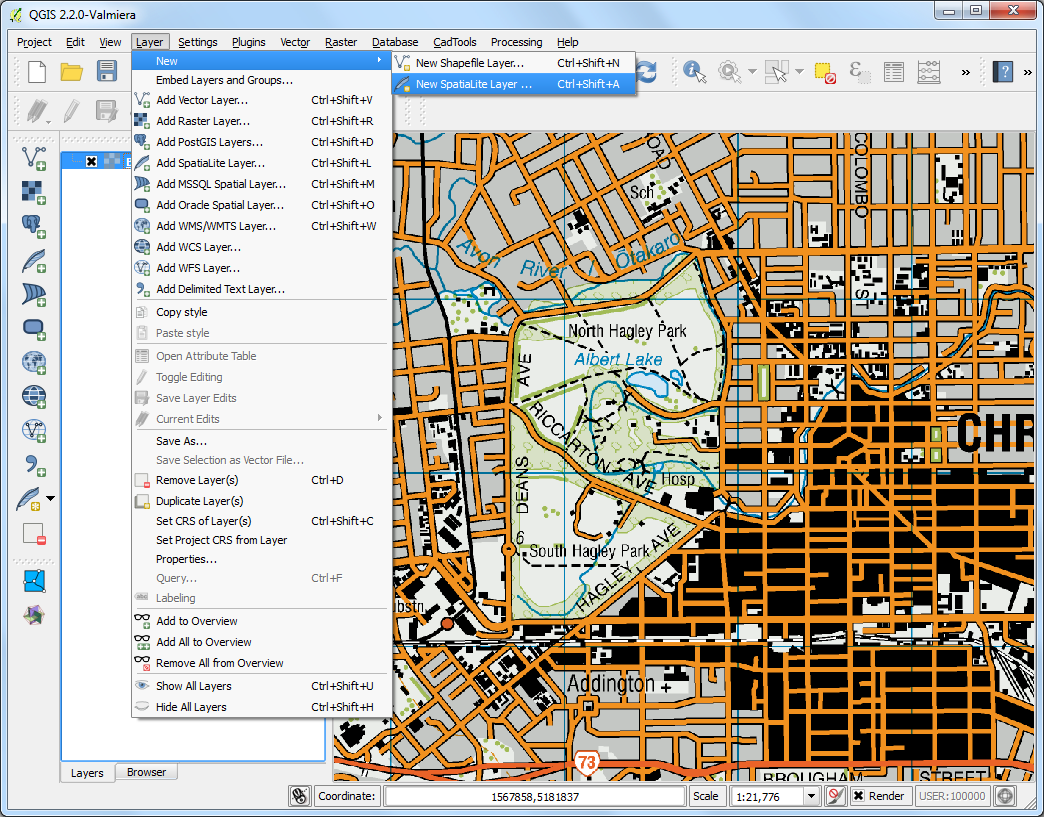 QGIS 2.2.0-Valmiera
Project Edit View Layer Settings Plugins Vector Raster Database CadTools Processing Help
New
New Shapefile Layer... Ctrl+Shift+N
New SpatiaLite Layer ... Ctrl+Shift+A
Embed Layers and Groups...
Add Vector Layer... Ctrl+Shift+V
Add Raster Layer... Ctrl+Shift+R
Add PostGIS Layers... Ctrl+Shift+D
Add SpatiaLite Layer... Ctrl+Shift+L
Add MSSQL Spatial Layer... Ctrl+Shift+M
Add Oracle Spatial Layer... Ctrl+Shift+O
Add WMS/WMTS Layer... Ctrl+Shift+W
Add WCS Layer...
Add WFS Layer...
Add Delimited Text Layer...
Copy style
Paste style
Open Attribute Table
Toggle Editing
Save Layer Edits
Current Edits
Save As...
Save Selection as Vector File...
Remove Layer(s) Ctrl+D
Duplicate Layer(s)
Set CRS of Layer(s) Ctrl+Shift+C
Set Project CRS from Layer
Properties...
Query... Ctrl+F
Labeling
Add to Overview
Add All to Overview
Remove All from Overview
Show All Layers Ctrl+Shift+U
Hide All Layers Ctrl+Shift+H
OAD
COLOMBO
ST
Sch
Avon River / Ōtakaro
North Hagley Park
Albert Lake
DEANS AVE
RICCARTON AVE
Hosp
CHR
6
South Hagley Park
HAGLEY AVE
ubstn
Addington
73
BROUGHAM STREET
Layers Browser
Coordinate: 1567858,5181837 Scale 1:21,776 Render USER:100000